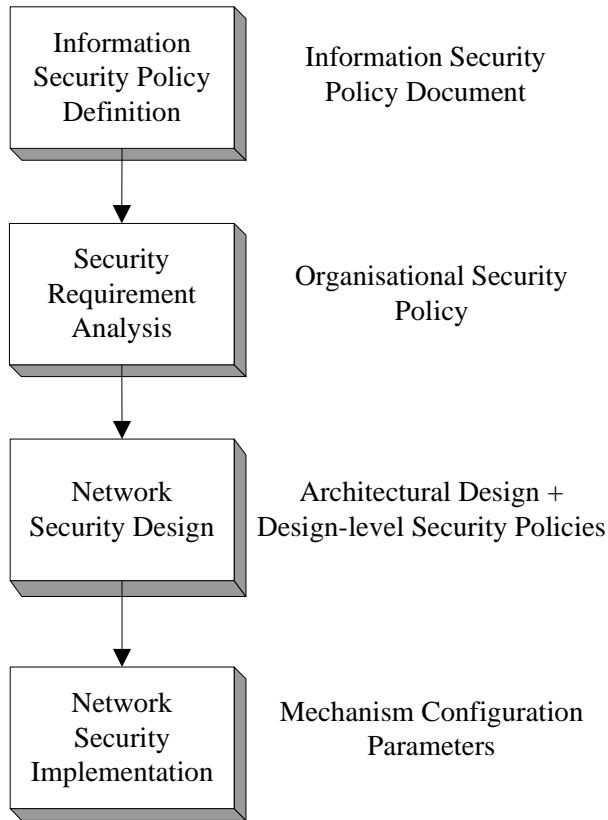 Information
Security Policy
Definition
Information Security
Policy Document
Security
Requirement
Analysis
Organisational Security
Policy
Network
Security Design
Architectural Design +
Design-level Security Policies
Network
Security
Implementation
Mechanism Configuration
Parameters